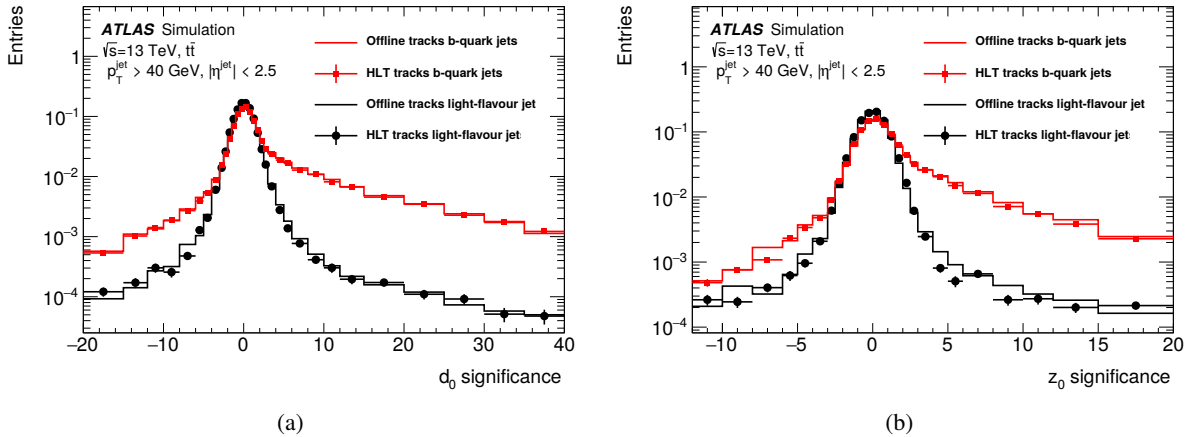 Entries
ATLAS Simulation
√s=13 TeV, tt̄
p_T^jet > 40 GeV, |η^jet| < 2.5
Offline tracks b-quark jets
HLT tracks b-quark jets
Offline tracks light-flavour jet
HLT tracks light-flavour jet
1
10⁻¹
10⁻²
10⁻³
10⁻⁴
−20 −10 0 10 20 30 40
d₀ significance
(a)
Entries
ATLAS Simulation
√s=13 TeV, tt̄
p_T^jet > 40 GeV, |η^jet| < 2.5
Offline tracks b-quark jets
HLT tracks b-quark jets
Offline tracks light-flavour jet
HLT tracks light-flavour jet
1
10⁻¹
10⁻²
10⁻³
10⁻⁴
−10 −5 0 5 10 15 20
z₀ significance
(b)